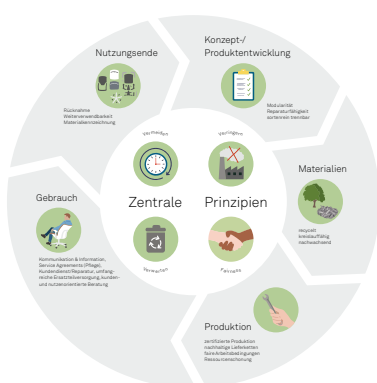 Nutzungsende
Rücknahme
Weiterverwendbarkeit
Materialkennzeichnung
Konzept-/
Produktentwicklung
Modularität
Reparaturfähigkeit
sortenrein trennbar
Materialien
recycelt
kreislauffähig
nachwachsend
Produktion
zertifizierte Produktion
nachhaltige Lieferketten
faire Arbeitsbedingungen
Ressourcenschonung
Gebrauch
Kommunikation & Information,
Service Agreements (Pflege),
Kundendienst/Reparatur, umfang-
reiche Ersatzteilversorgung, kunden-
und nutzerorientierte Beratung
Vermeiden
Verringern
Zentrale Prinzipien
Verwerten
Fairness